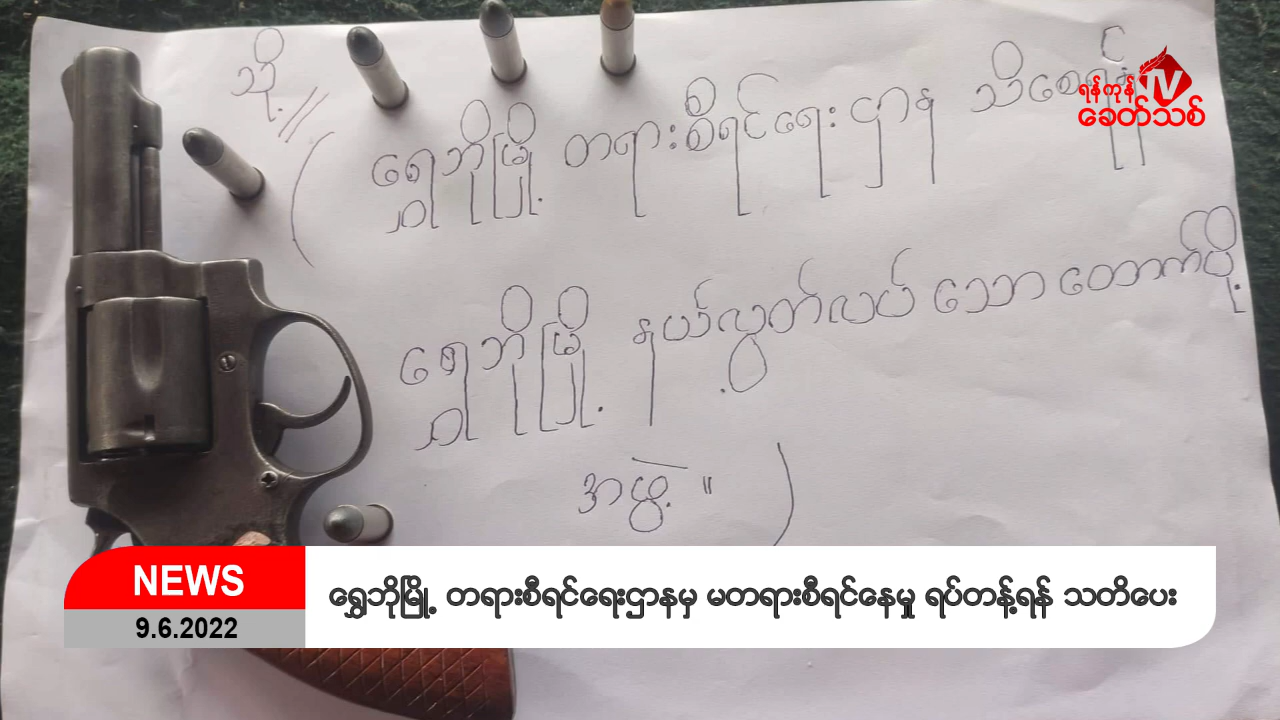 သို့ //
( ရွှေဘိုမြို့ တရားစီရင်ရေးဌာန သိစေရန်
ရွှေဘိုမြို့ နယ်လွတ်လပ်သောတောက်ပို့
အဖွဲ့ ။ )
ရန်ကုန်
TV
ခေတ်သစ်
NEWS
9.6.2022
ရွှေဘိုမြို့ တရားစီရင်ရေးဌာနမှ မတရားစီရင်နေမှု ရပ်တန့်ရန် သတိပေး